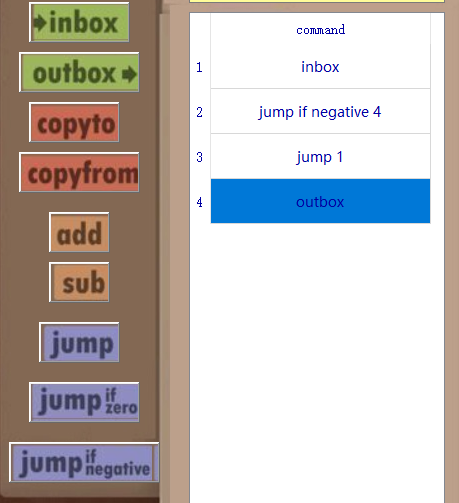 inbox
outbox
copyto
copyfrom
add
sub
jump
jump if zero
jump if negative
command
1 inbox
2 jump if negative 4
3 jump 1
4 outbox